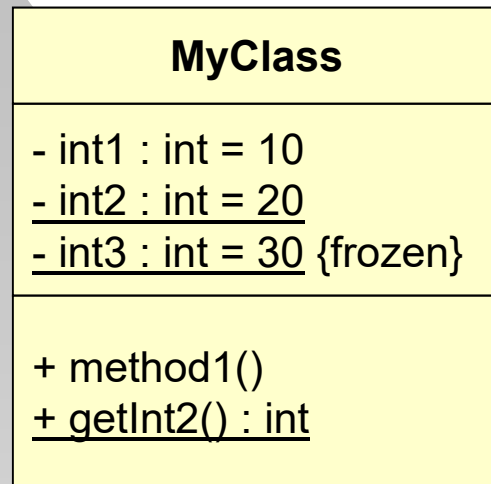 MyClass
- int1 : int = 10
- int2 : int = 20
- int3 : int = 30 {frozen}
+ method1()
+ getInt2() : int